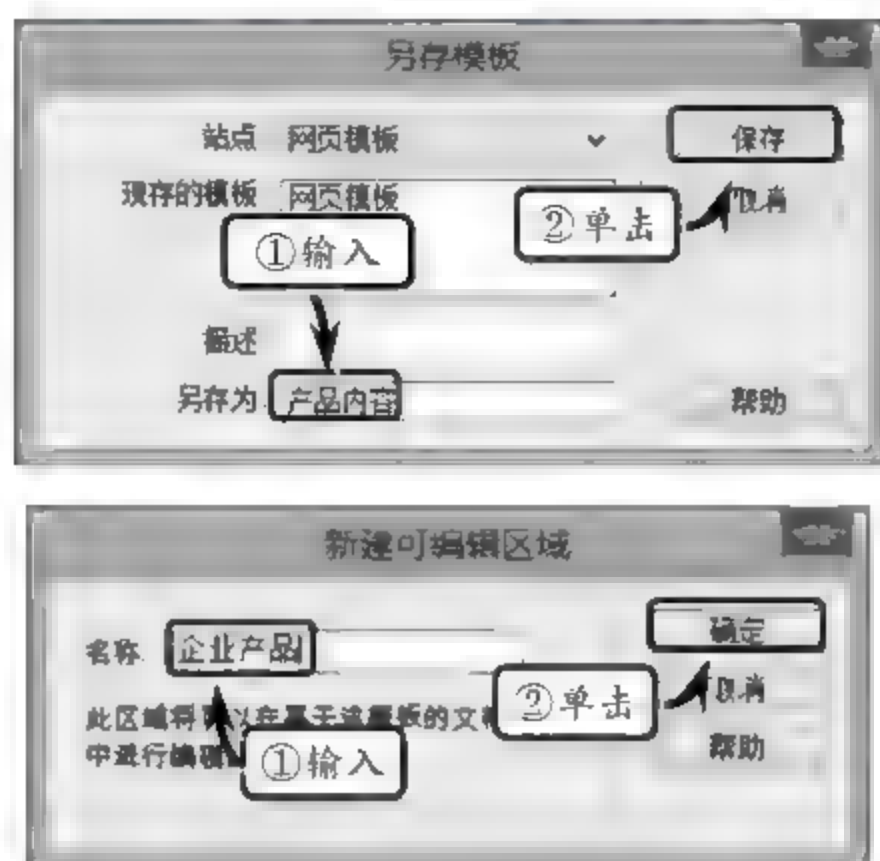 另存模板
站点 网页模板 保存
现存的模板 网页模板 取消
①输入 ②单击
描述
另存为: 产品内容 帮助
新建可编辑区域
名称: 企业产品 确定
②单击 取消
此区域将可以在基于该模板的文
中进行编辑 ①输入 帮助